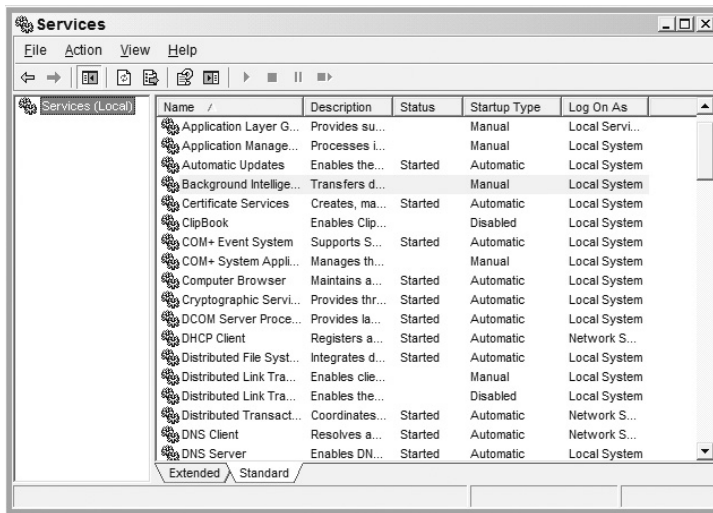 Services
File Action View Help
Services (Local)
Name Description Status Startup Type Log On As
Application Layer G... Provides su... Manual Local Servi...
Application Manage... Processes i... Manual Local System
Automatic Updates Enables the... Started Automatic Local System
Background Intellige... Transfers d... Manual Local System
Certificate Services Creates, ma... Started Automatic Local System
ClipBook Enables Clip... Disabled Local System
COM+ Event System Supports S... Started Automatic Local System
COM+ System Appli... Manages th... Manual Local System
Computer Browser Maintains a... Started Automatic Local System
Cryptographic Servi... Provides thr... Started Automatic Local System
DCOM Server Proce... Provides la... Started Automatic Local System
DHCP Client Registers a... Started Automatic Network S...
Distributed File Syst... Integrates d... Started Automatic Local System
Distributed Link Tra... Enables clie... Manual Local System
Distributed Link Tra... Enables the... Disabled Local System
Distributed Transact... Coordinates... Started Automatic Network S...
DNS Client Resolves a... Started Automatic Network S...
DNS Server Enables DN... Started Automatic Local System
Extended Standard